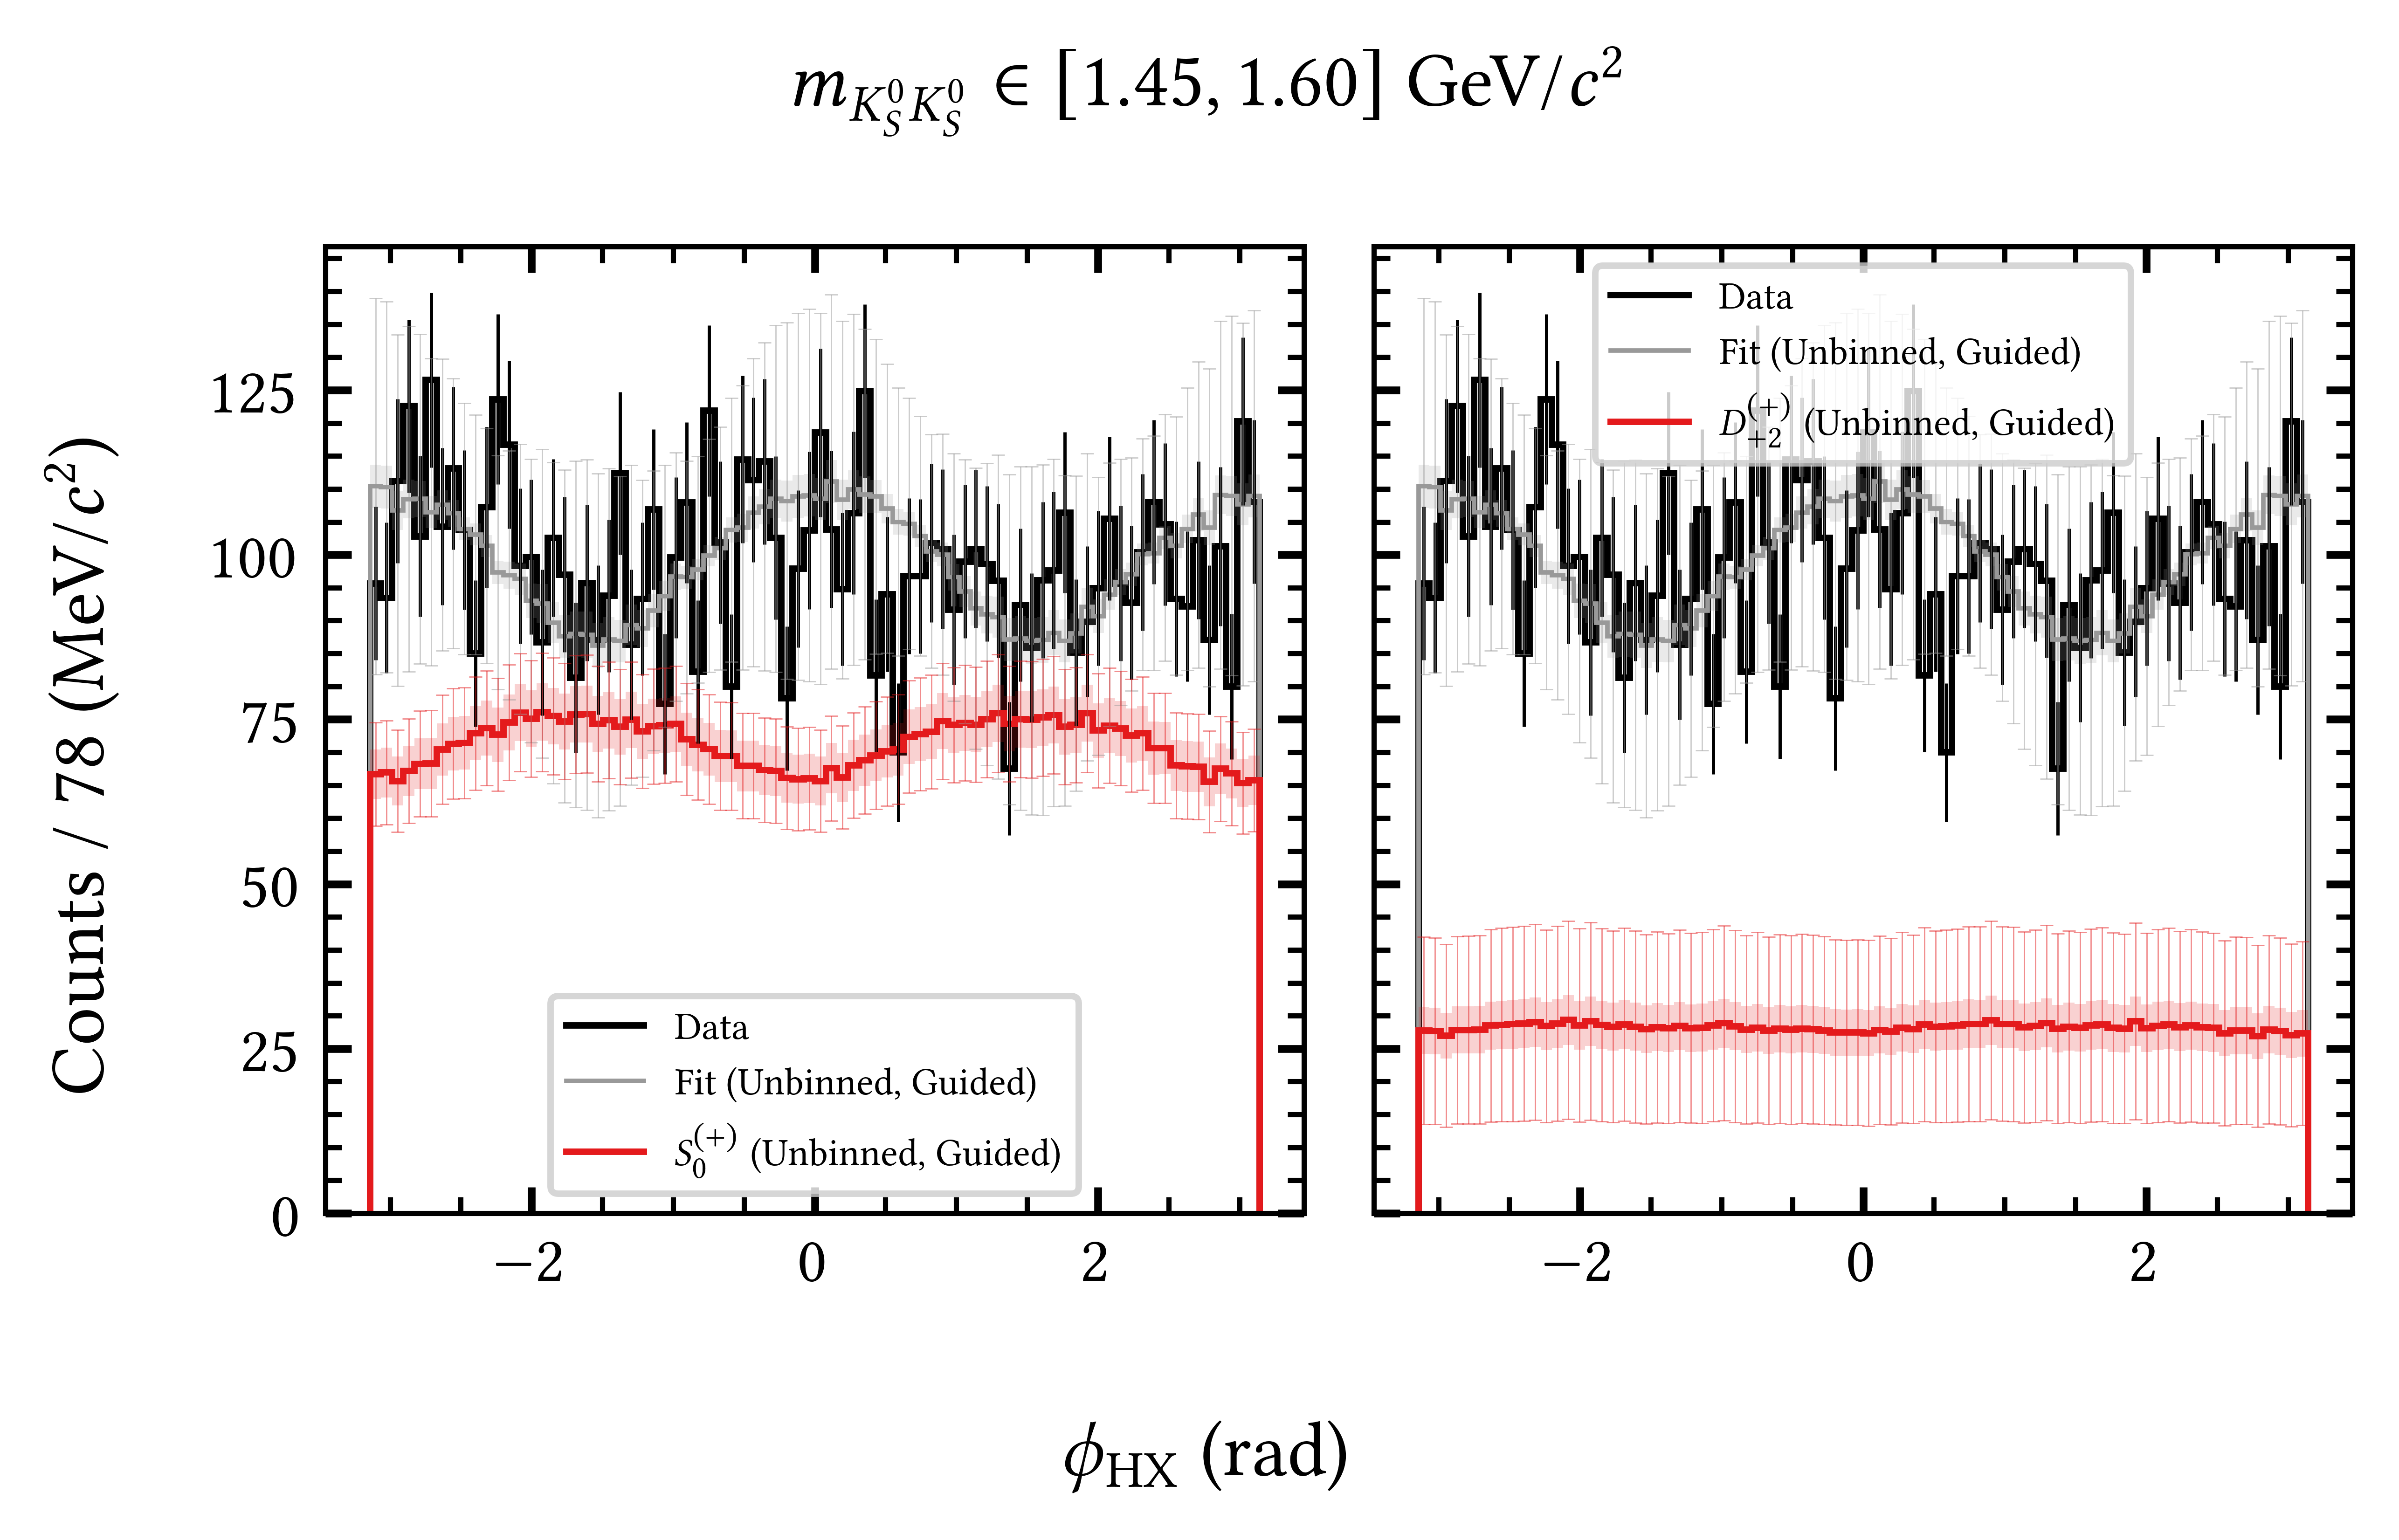 m_{K_S^0 K_S^0} ∈ [1.45, 1.60] GeV/c²
Counts / 78 (MeV/c²)
125
100
75
50
25
0
Data
Fit (Unbinned, Guided)
S_0^{(+)} (Unbinned, Guided)
−2
0
2
Data
Fit (Unbinned, Guided)
D_{+2}^{(+)} (Unbinned, Guided)
−2
0
2
ϕ_{HX} (rad)